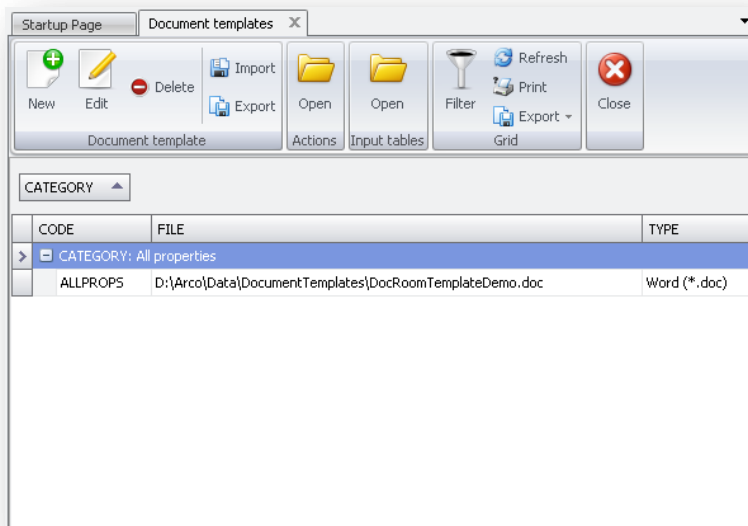 Startup Page
Document templates
New
Edit
Delete
Import
Export
Document template
Open
Actions
Open
Input tables
Filter
Refresh
Print
Export
Grid
Close
CATEGORY
CODE FILE TYPE
CATEGORY: All properties
ALLPROPS D:\Arco\Data\DocumentTemplates\DocRoomTemplateDemo.doc Word (*.doc)